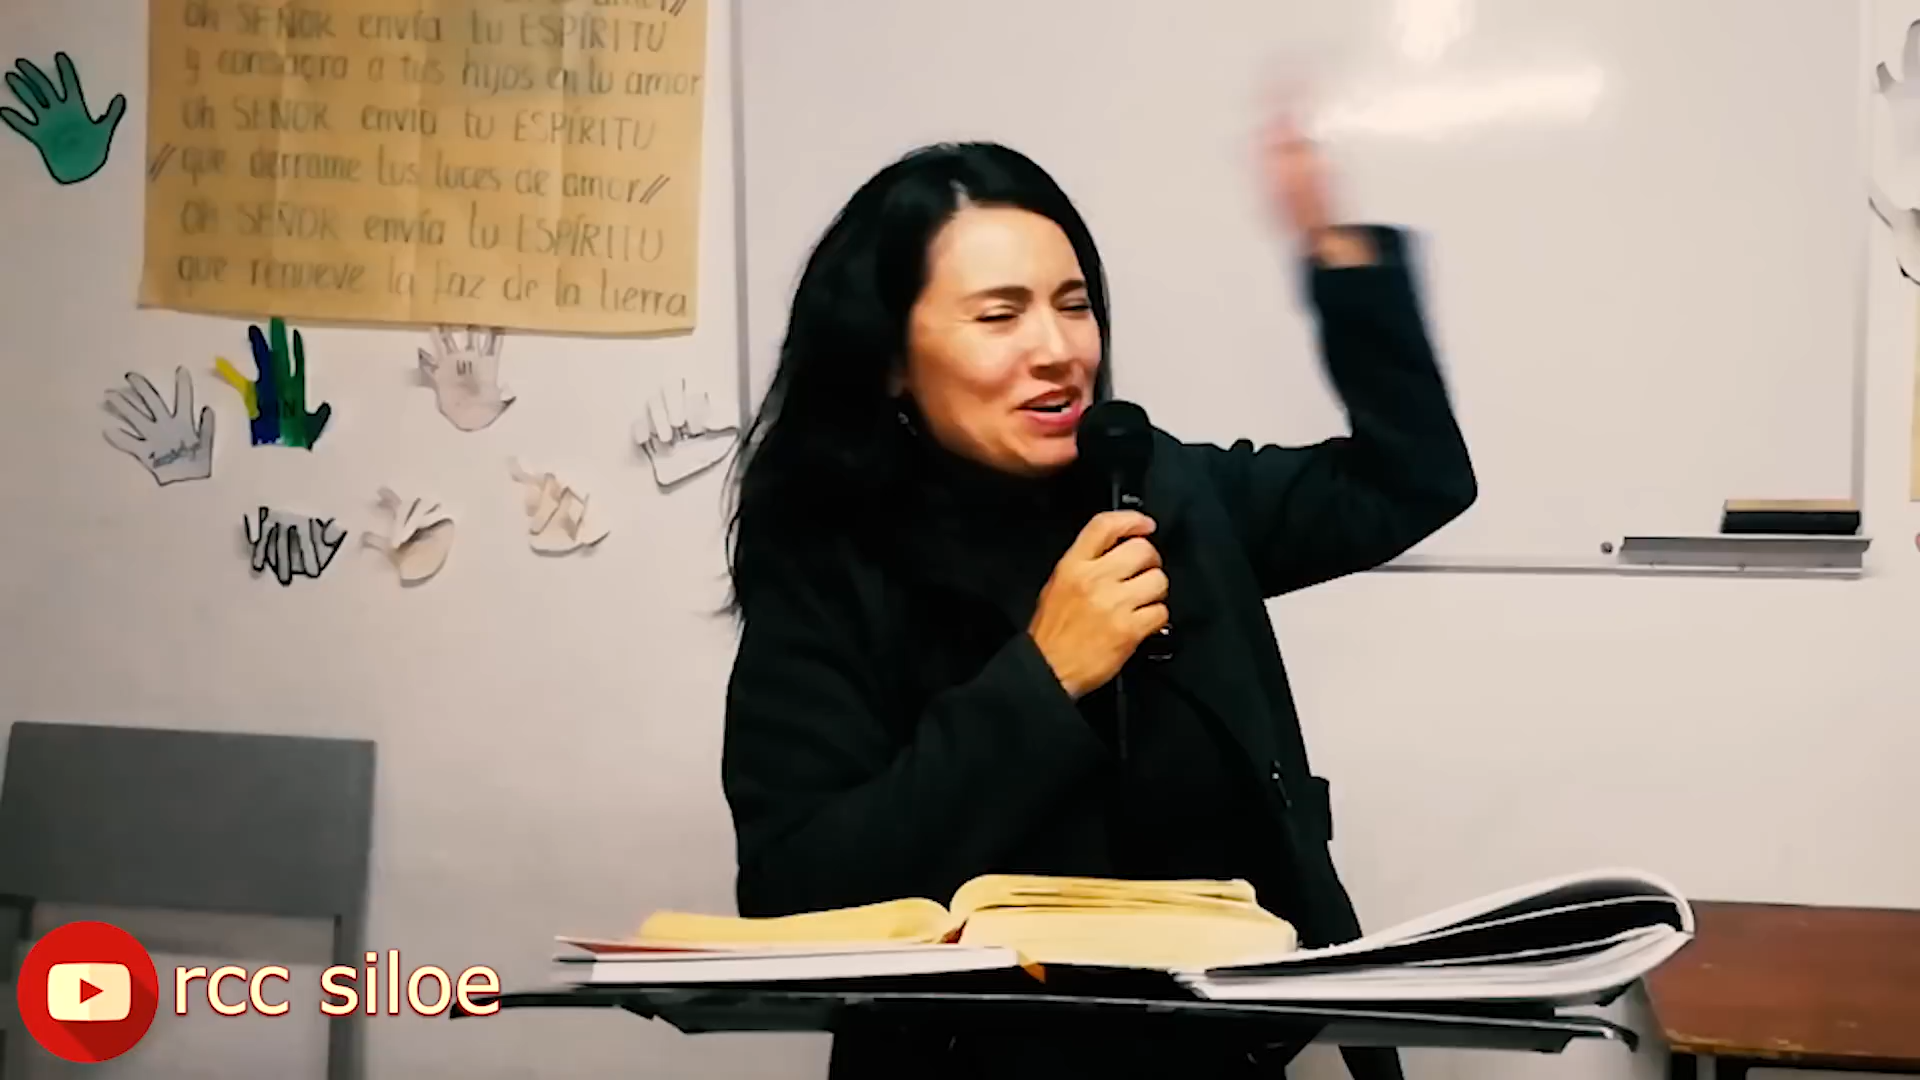 oh SEÑOR envía tu ESPÍRITU
y consagra a tus hijos en tu amor
oh SEÑOR envía tu ESPÍRITU
//que derrame tus luces de amor//
oh SEÑOR envía tu ESPÍRITU
que renueve la faz de la tierra
rcc siloe